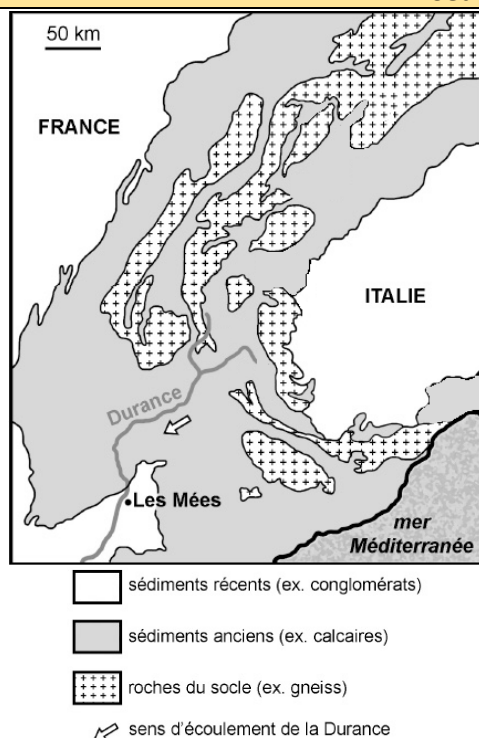 50 km
FRANCE
ITALIE
Durance
Les Mées
mer
Méditerranée
sédiments récents (ex. conglomérats)
sédiments anciens (ex. calcaires)
roches du socle (ex. gneiss)
sens d'écoulement de la Durance